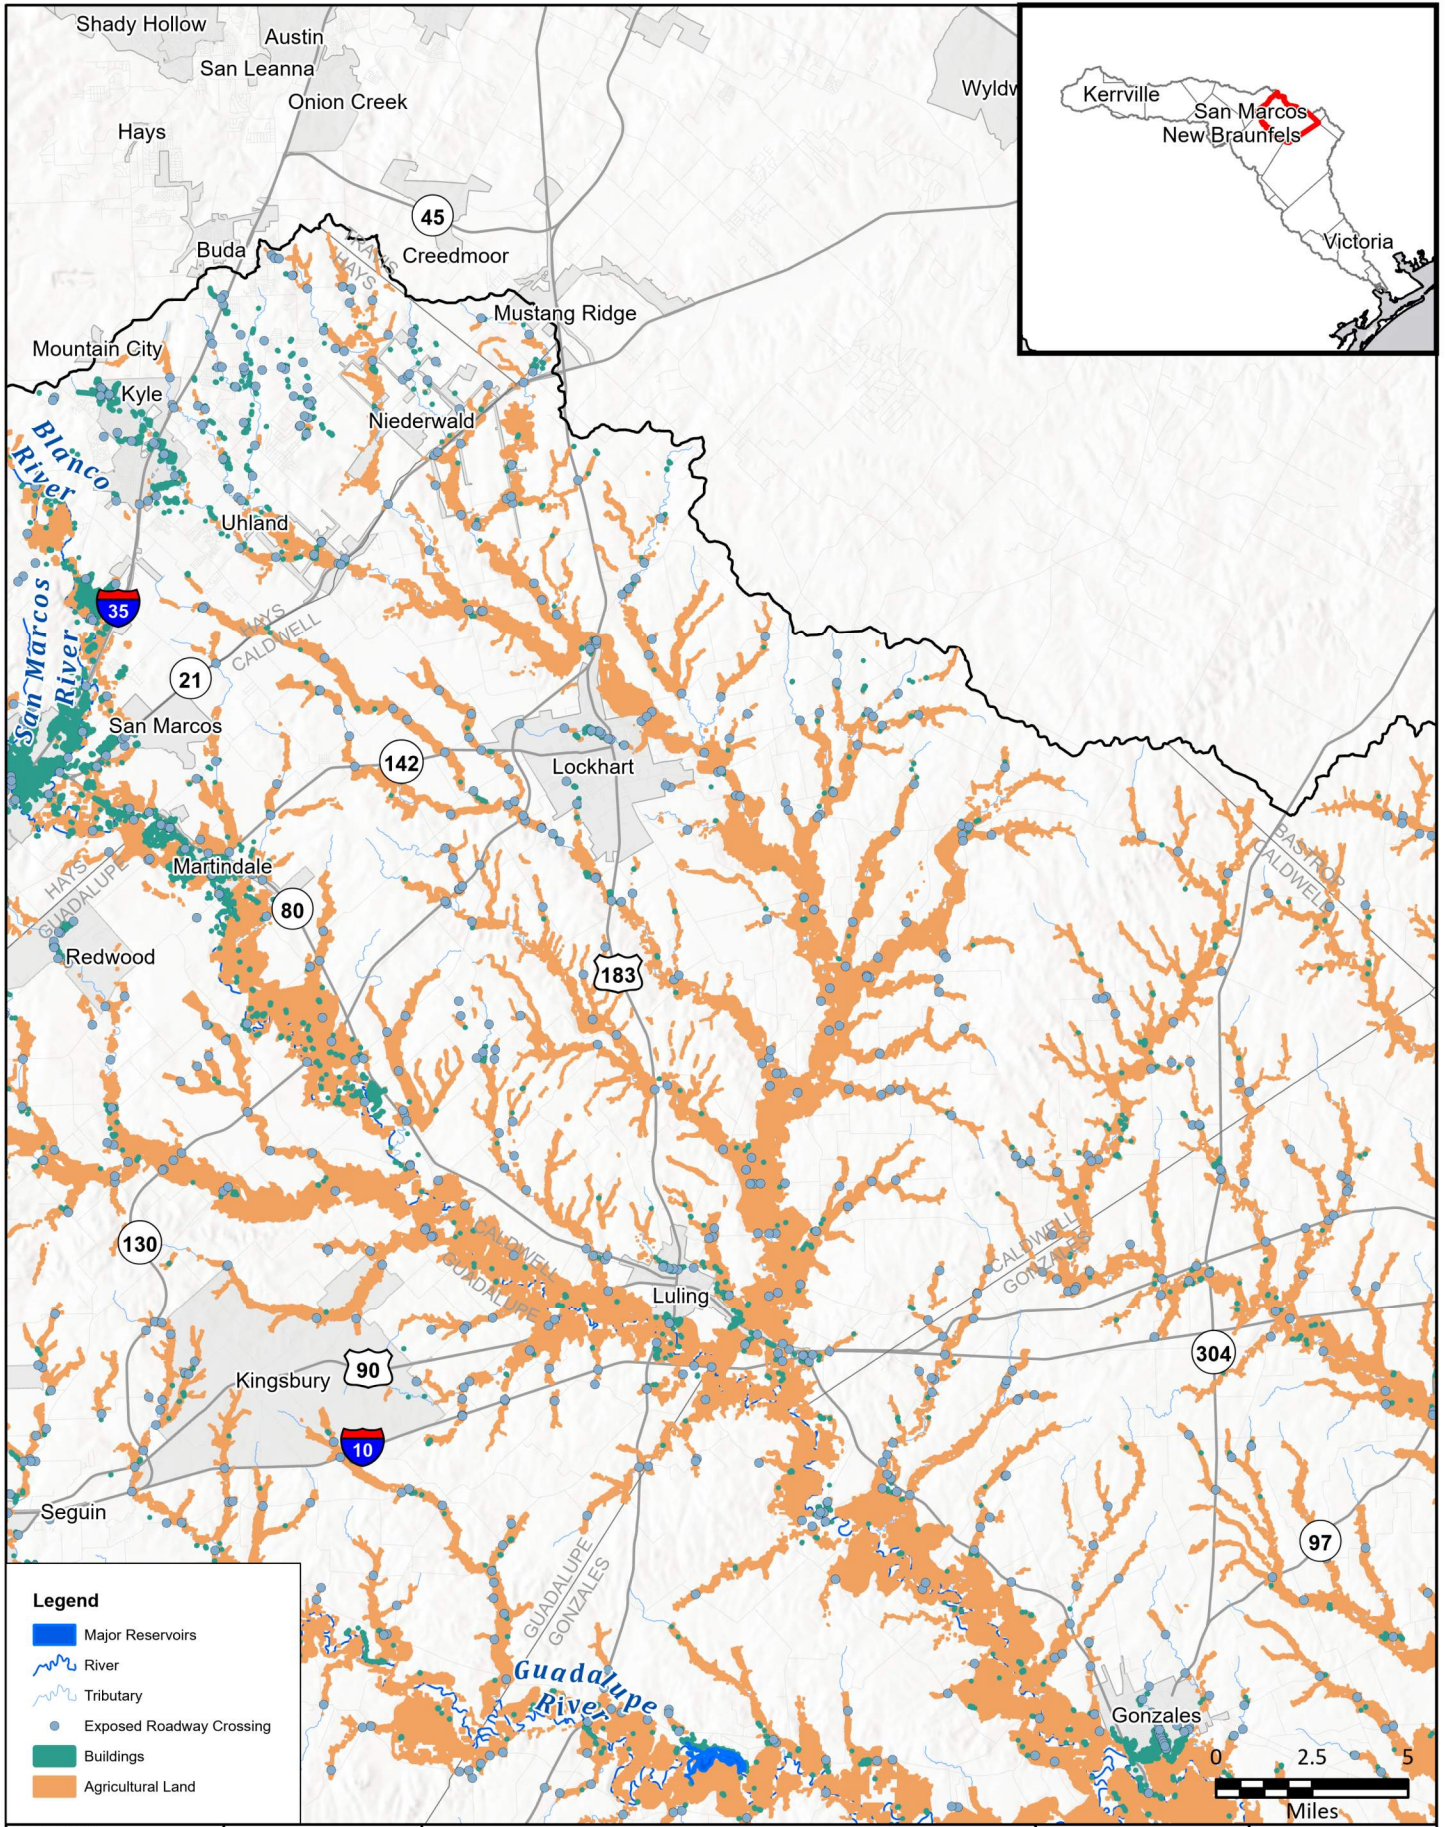 Shady Hollow
Austin
San Leanna
Onion Creek
Hays
Wyldw
Kerrville
San Marcos
New Braunfels
Victoria
45
Buda
TRAVIS
HAYS
Creedmoor
Mustang Ridge
Mountain City
Kyle
Niederwald
Blanco
River
Uhland
35
San Marcos
River
HAYS
CALDWELL
21
San Marcos
142
Lockhart
Martindale
HAYS
GUADALUPE
BASTROP
CALDWELL
80
Redwood
183
130
CALDWELL
GUADALUPE
CALDWELL
GONZALES
Luling
304
90
Kingsbury
10
Seguin
97
GUADALUPE
GONZALES
Guadalupe
River
Gonzales
Legend
Major Reservoirs
River
Tributary
Exposed Roadway Crossing
Buildings
Agricultural Land
0 2.5 5
Miles